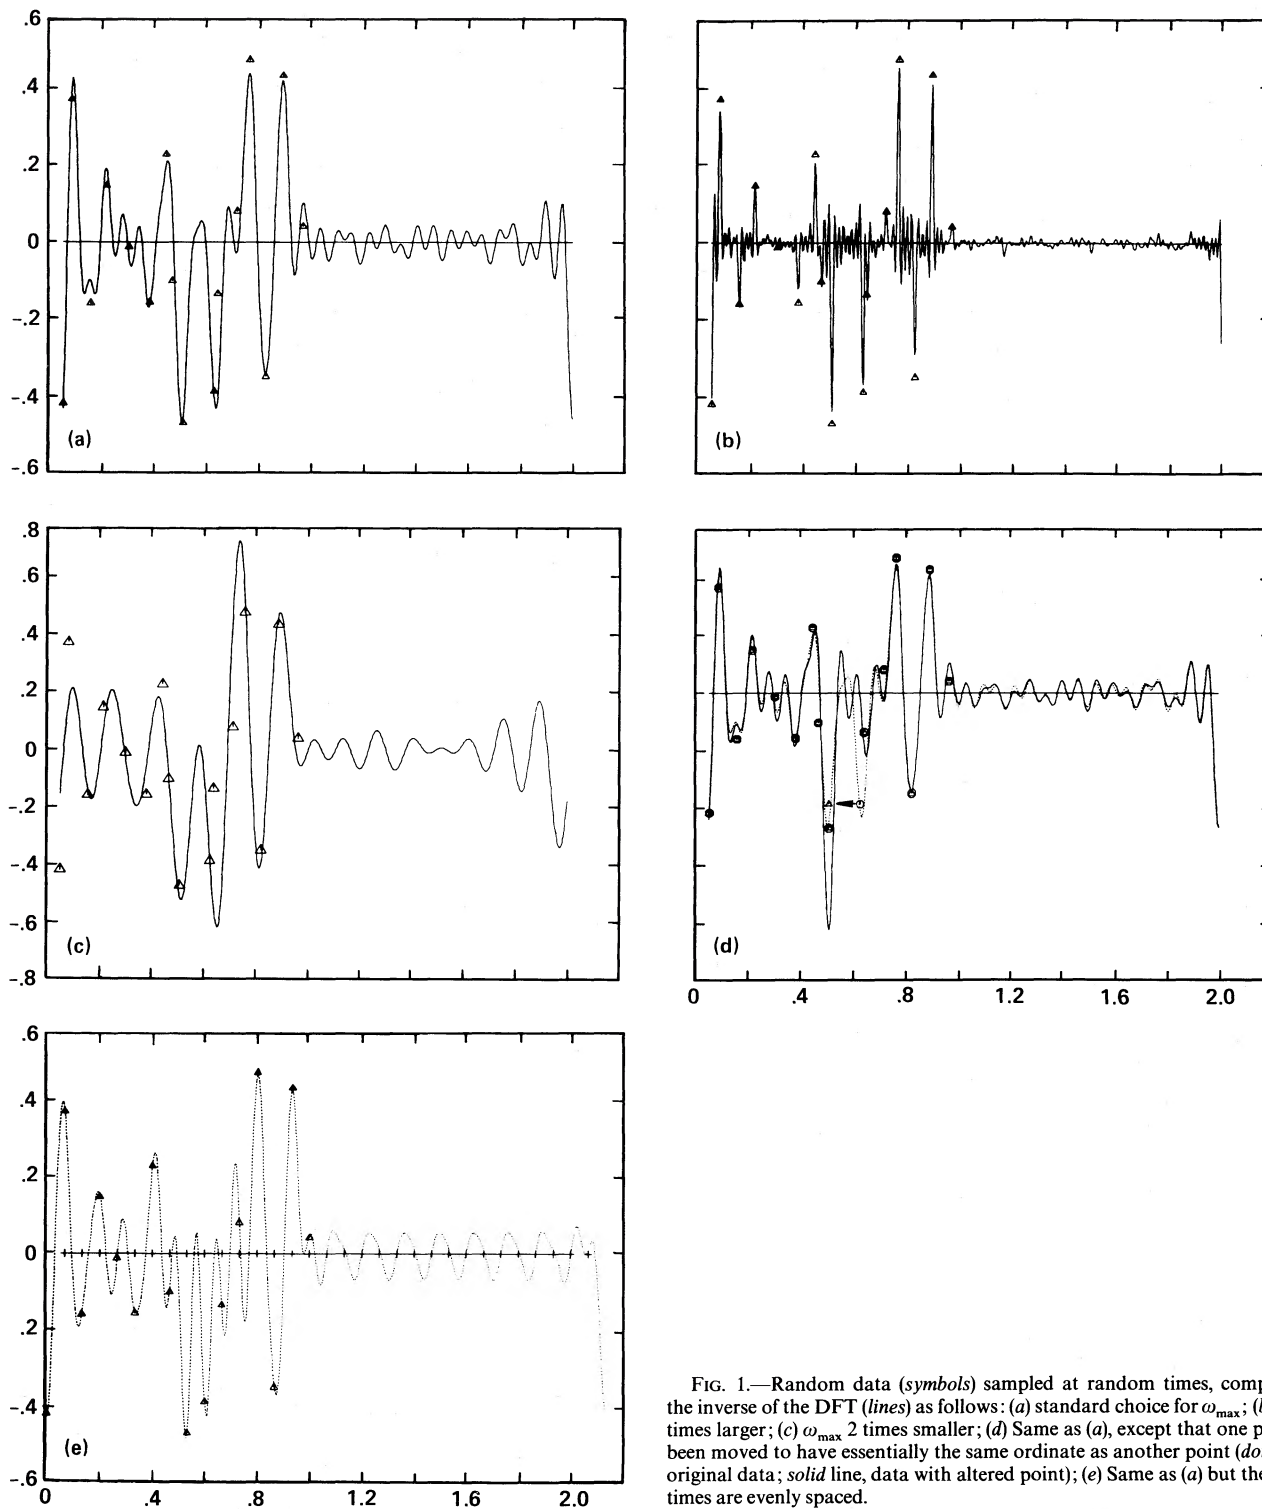 .6
.4
.2
0
-.2
-.4
-.6
(a)
(b)
.8
.6
.4
.2
0
-.2
-.4
-.6
-.8
(c)
(d)
0 .4 .8 1.2 1.6 2.0
.6
.4
.2
0
.2
-.4
-.6
(e)
0 .4 .8 1.2 1.6 2.0
FIG. 1.—Random data (symbols) sampled at random times,
the inverse of the DFT (lines) as follows: (a) standard choice for ωmax;
times larger; (c) ωmax 2 times smaller; (d) Same as (a), except that one
been moved to have essentially the same ordinate as another point
original data; solid line, data with altered point); (e) Same as (a) but
times are evenly spaced.